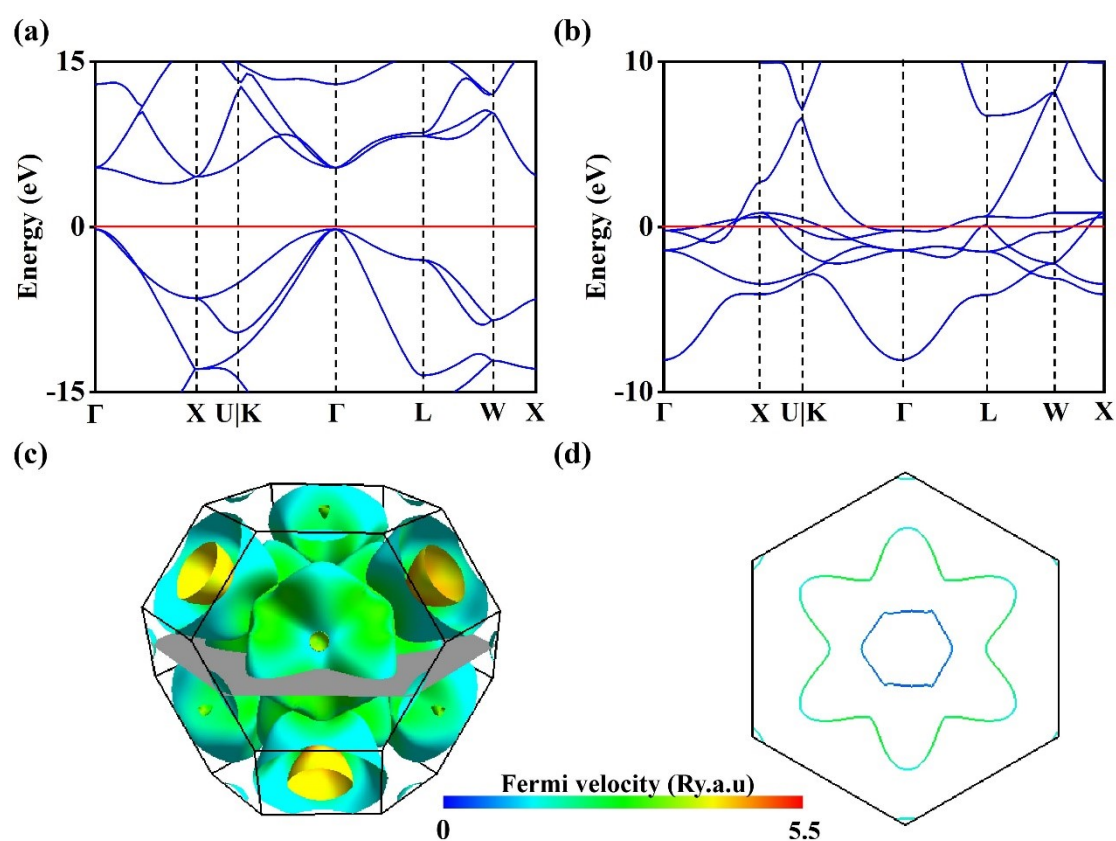 (a)
15
0
-15
Energy (eV)
Γ X U|K Γ L W X
(b)
10
0
-10
Energy (eV)
Γ X U|K Γ L W X
(c)
(d)
Fermi velocity (Ry.a.u)
0 5.5